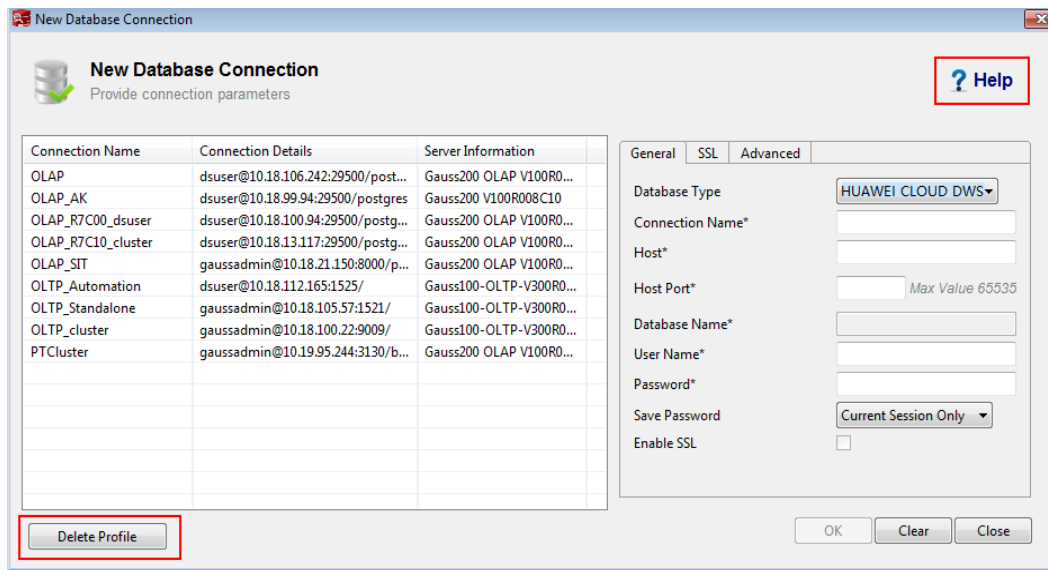 New Database Connection
New Database Connection
Provide connection parameters
? Help
Connection Name Connection Details Server Information
OLAP dsuser@10.18.106.242:29500/post... Gauss200 OLAP V100R0...
OLAP_AK dsuser@10.18.99.94:29500/postgres Gauss200 V100R008C10
OLAP_R7C00_dsuser dsuser@10.18.100.94:29500/postg... Gauss200 OLAP V100R0...
OLAP_R7C10_cluster dsuser@10.18.13.117:29500/postg... Gauss200 OLAP V100R0...
OLAP_SIT gaussadmin@10.18.21.150:8000/p... Gauss200 OLAP V100R0...
OLTP_Automation dsuser@10.18.112.165:1525/ Gauss100-OLTP-V300R0...
OLTP_Standalone gaussadmin@10.18.105.57:1521/ Gauss100-OLTP-V300R0...
OLTP_cluster gaussadmin@10.18.100.22:9009/ Gauss100-OLTP-V300R0...
PTCluster gaussadmin@10.19.95.244:3130/b... Gauss200 OLAP V100R0...
Delete Profile
General SSL Advanced
Database Type HUAWEI CLOUD DWS
Connection Name*
Host*
Host Port* Max Value 65535
Database Name*
User Name*
Password*
Save Password Current Session Only
Enable SSL
OK Clear Close